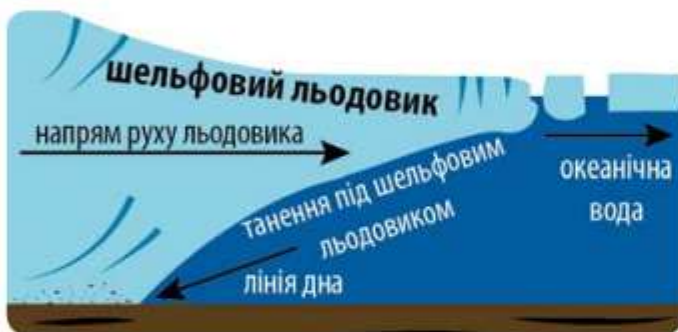 шельфовий льодовик
напрям руху льодовика
танення під шельфовим
льодовиком
лінія дна
океанічна
вода